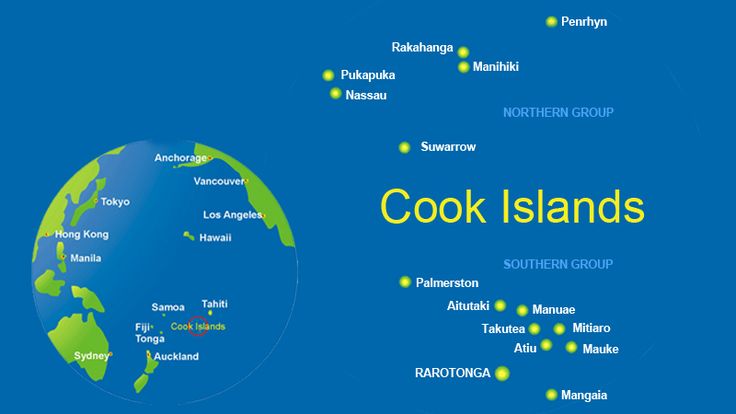 Penrhyn
Rakahanga
Manihiki
Pukapuka
Nassau
NORTHERN GROUP
Suwarrow
Cook Islands
SOUTHERN GROUP
Palmerston
Aitutaki
Manuae
Takutea
Mitiaro
Atiu
Mauke
RAROTONGA
Mangaia
Anchorage
Vancouver
Tokyo
Los Angeles
Hong Kong
Hawaii
Manila
Samoa
Tahiti
Fiji
Cook Islands
Tonga
Sydney
Auckland